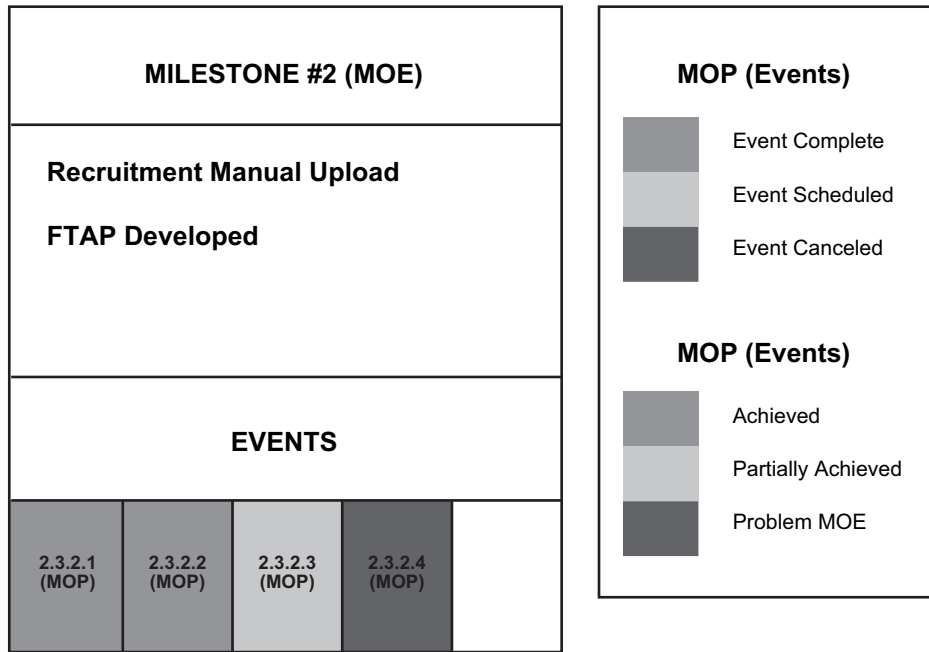 MILESTONE #2 (MOE)
Recruitment Manual Upload
FTAP Developed
EVENTS
2.3.2.1
(MOP)
2.3.2.2
(MOP)
2.3.2.3
(MOP)
2.3.2.4
(MOP)
MOP (Events)
Event Complete
Event Scheduled
Event Canceled
MOP (Events)
Achieved
Partially Achieved
Problem MOE